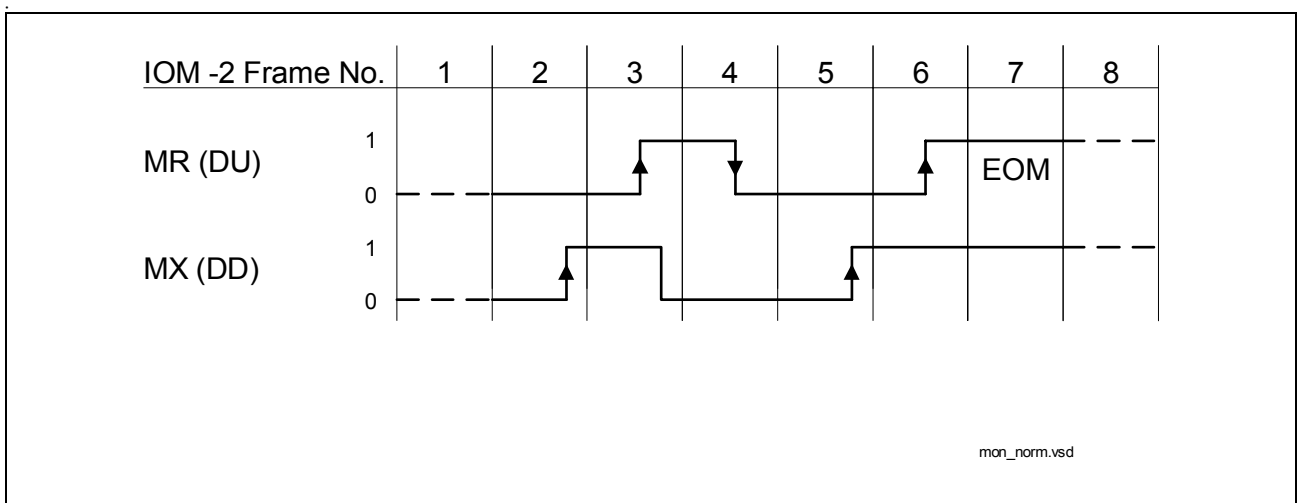 .
IOM -2 Frame No. 1 2 3 4 5 6 7 8
1
MR (DU)
EOM
0
1
MX (DD)
0
mon_norm.vsd